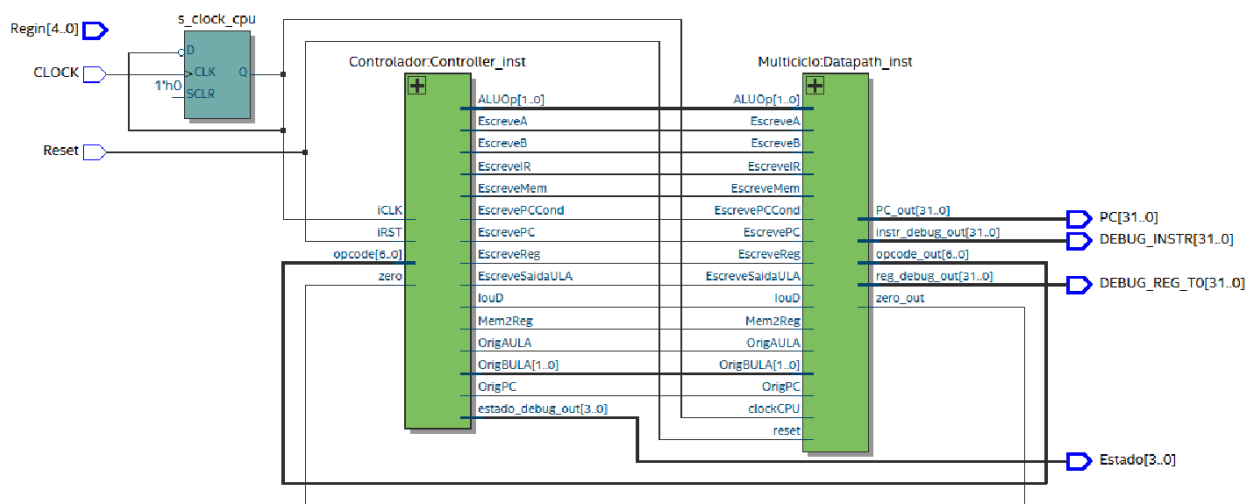 Regin[4..0]
CLOCK
Reset
s_clock_cpu
D
CLK
Q
1'h0
SCLR
Controlador:Controller_inst
ALUOp[1..0]
EscreveA
EscreveB
EscreveIR
EscreveMem
iCLK
EscrevePCCond
iRST
EscrevePC
opcode[6..0]
EscreveReg
zero
EscreveSaidaULA
IouD
Mem2Reg
OrigAULA
OrigBULA[1..0]
OrigPC
estado_debug_out[3..0]
Multiciclo:Datapath_inst
ALUOp[1..0]
EscreveA
EscreveB
EscreveIR
EscreveMem
EscrevePCCond
PC_out[31..0]
EscrevePC
instr_debug_out[31..0]
EscreveReg
opcode_out[6..0]
EscreveSaidaULA
reg_debug_out[31..0]
IouD
zero_out
Mem2Reg
OrigAULA
OrigBULA[1..0]
OrigPC
clockCPU
reset
PC[31..0]
DEBUG_INSTR[31..0]
DEBUG_REG_T0[31..0]
Estado[3..0]